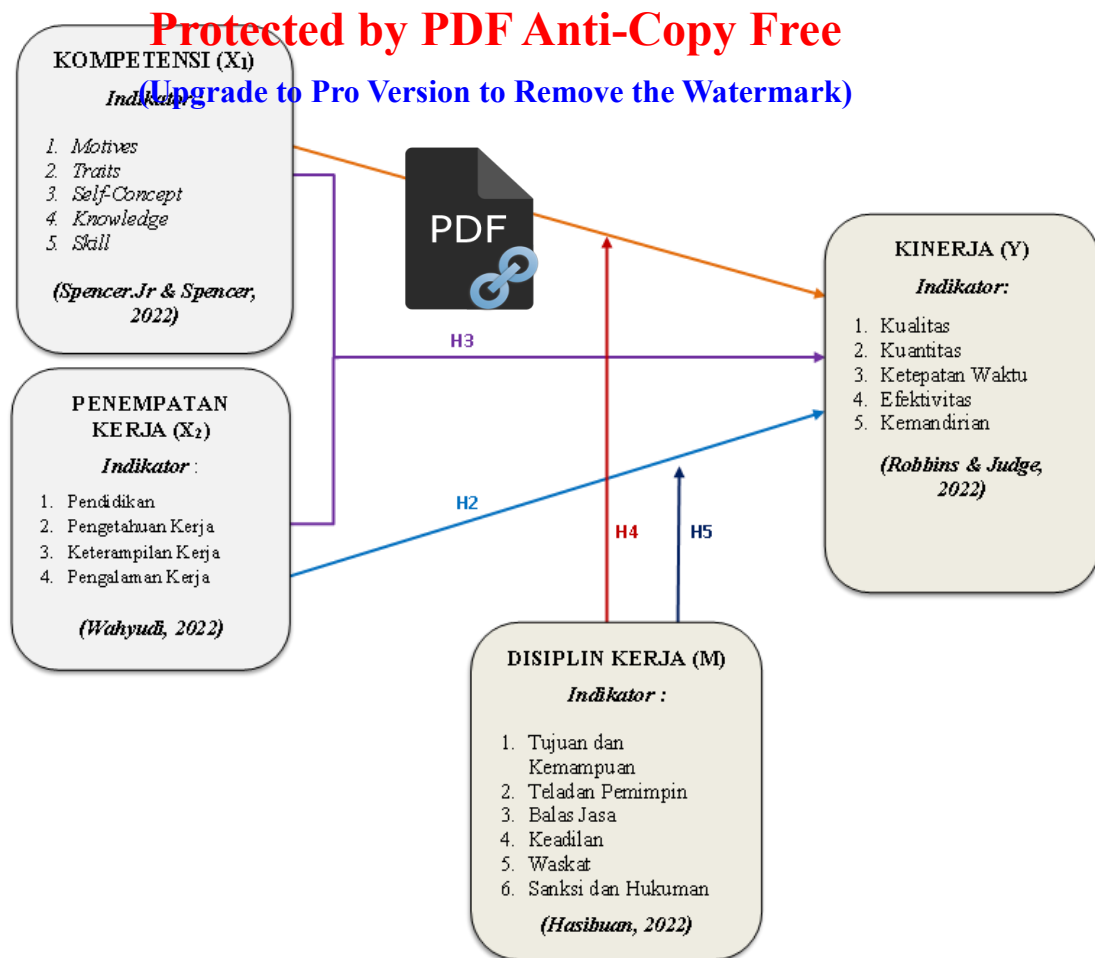 Protected by PDF Anti-Copy Free
(Upgrade to Pro Version to Remove the Watermark)
KOMPETENSI (X1)
Indikator :
1. Motives
2. Traits
3. Self-Concept
4. Knowledge
5. Skill
(Spencer.Jr & Spencer,
2022)
PDF
KINERJA (Y)
Indikator:
1. Kualitas
2. Kuantitas
3. Ketepatan Waktu
4. Efektivitas
5. Kemandirian
(Robbins & Judge,
2022)
H3
PENEMPATAN
KERJA (X2)
Indikator :
1. Pendidikan
2. Pengetahuan Kerja
3. Keterampilan Kerja
4. Pengalaman Kerja
(Wahyudi, 2022)
H2
H4
H5
DISIPLIN KERJA (M)
Indikator :
1. Tujuan dan
Kemampuan
2. Teladan Pemimpin
3. Balas Jasa
4. Keadilan
5. Waskat
6. Sanksi dan Hukuman
(Hasibuan, 2022)